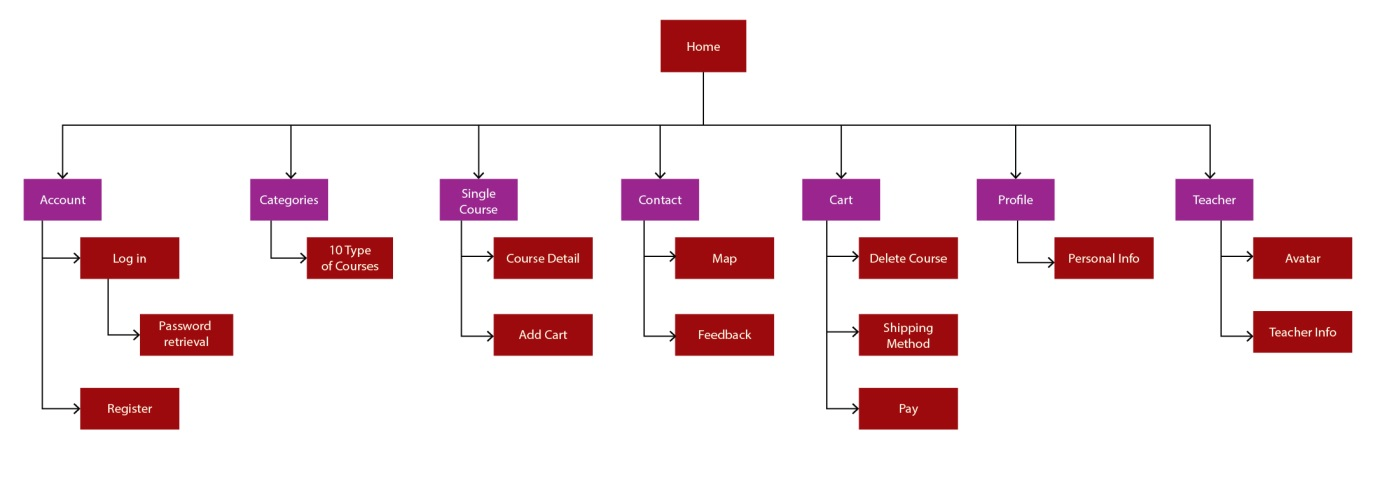 Home
Account
Categories
Single
Course
Contact
Cart
Profile
Teacher
Log in
10 Type
of Courses
Course Detail
Map
Delete Course
Personal Info
Avatar
Password
retrieval
Add Cart
Feedback
Shipping
Method
Teacher Info
Register
Pay